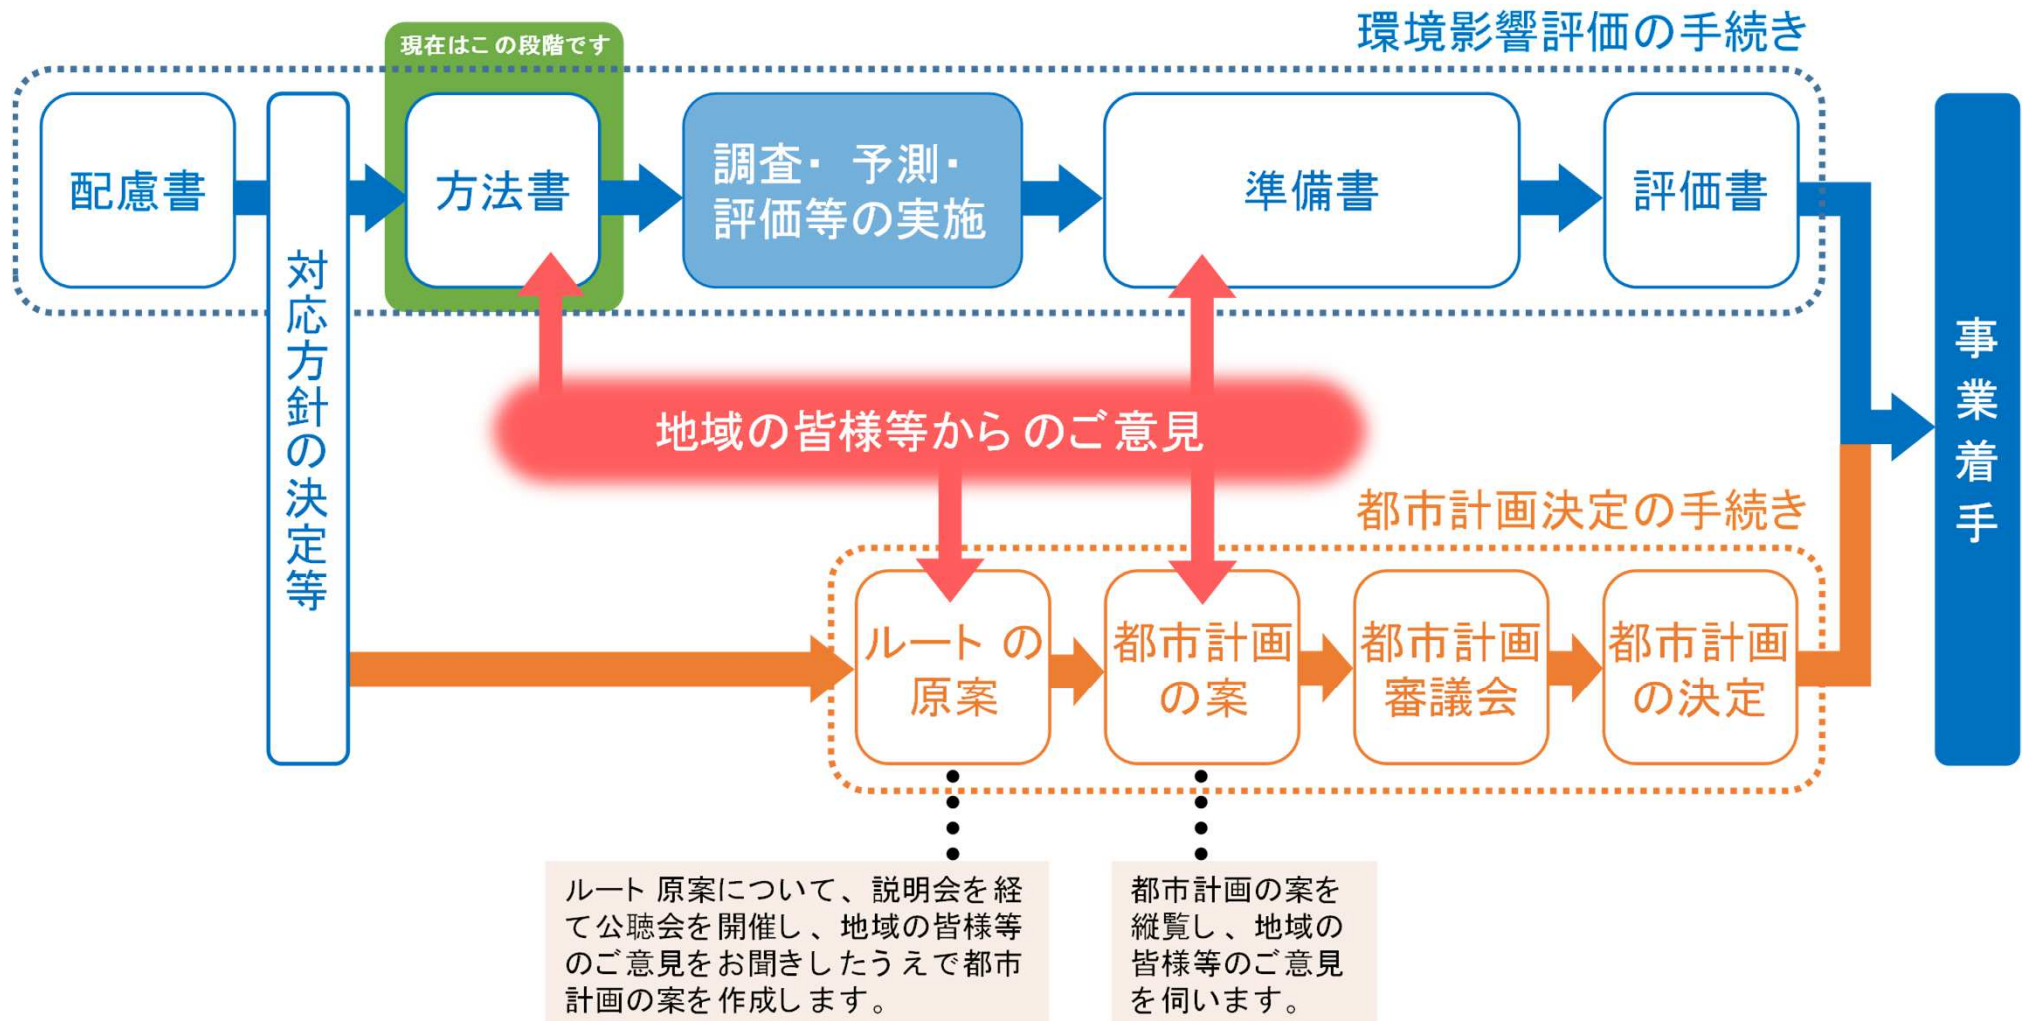 環境影響評価の手続き
現在はこの段階です
配慮書
対応方針の決定等
方法書
調査・予測・
評価等の実施
準備書
評価書
事業着手
地域の皆様等からのご意見
都市計画決定の手続き
ルートの
原案
都市計画
の案
都市計画
審議会
都市計画
の決定
ルート原案について、説明会を経
て公聴会を開催し、地域の皆様等
のご意見をお聞きしたうえで都市
計画の案を作成します。
都市計画の案を
縦覧し、地域の
皆様等のご意見
を伺います。